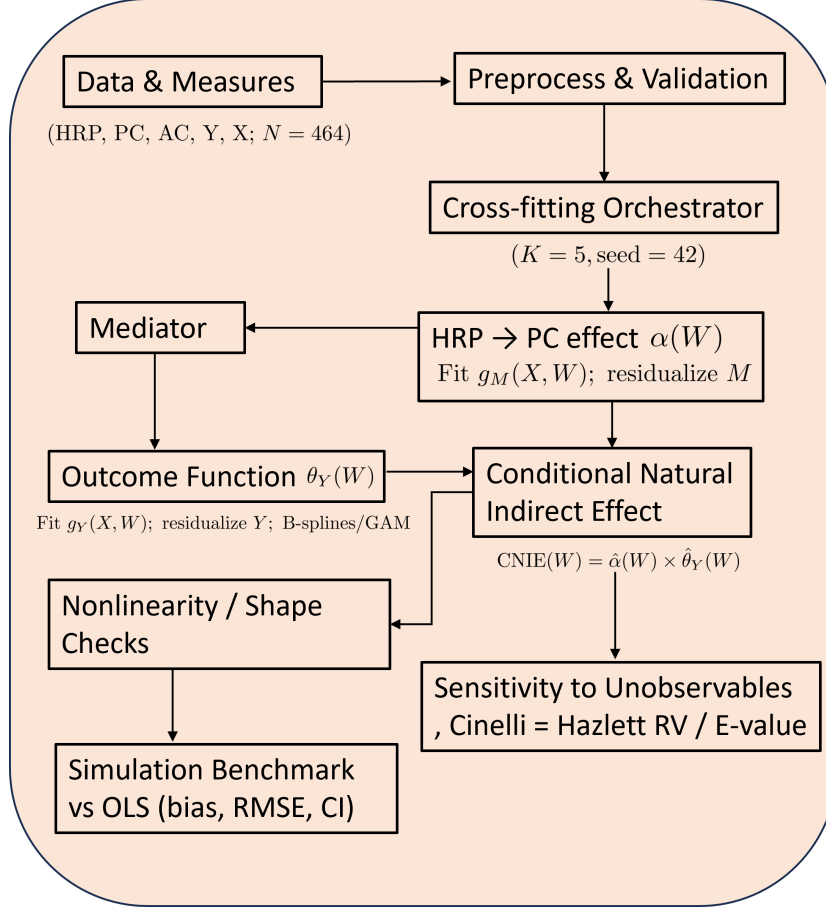 Data & Measures
(HRP, PC, AC, Y, X; N = 464)
Preprocess & Validation
Cross-fitting Orchestrator
(K = 5, seed = 42)
HRP → PC effect α(W)
Fit g_M(X, W); residualize M
Mediator
Outcome Function θ_Y(W)
Fit g_Y(X, W); residualize Y; B-splines/GAM
Conditional Natural
Indirect Effect
CNIE(W) = α̂(W) × θ̂_Y(W)
Nonlinearity / Shape
Checks
Sensitivity to Unobservables
, Cinelli = Hazlett RV / E-value
Simulation Benchmark
vs OLS (bias, RMSE, CI)